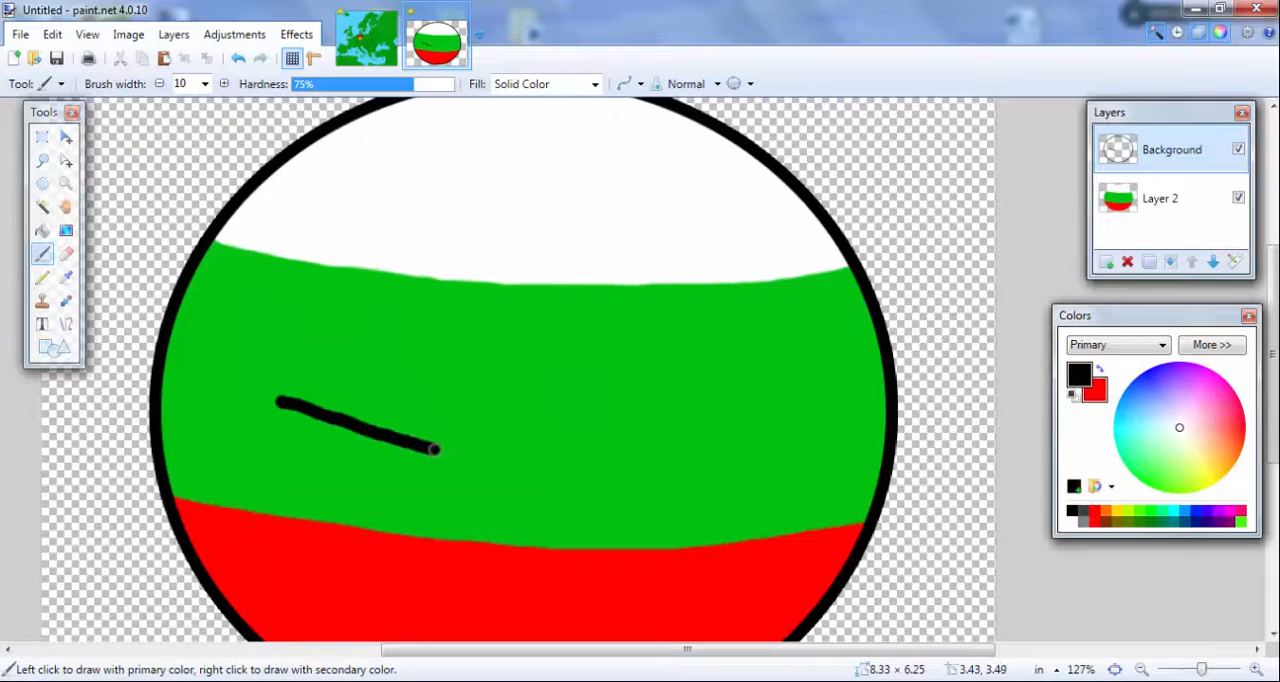 Untitled - paint.net 4.0.10
File Edit View Image Layers Adjustments Effects
Tool: Brush width: 10 Hardness: 75% Fill: Solid Color Normal
Tools
Layers
Background
Layer 2
Colors
Primary More >>
Left click to draw with primary color, right click to draw with secondary color. 8.33 × 6.25 3.43, 3.49 in 127%